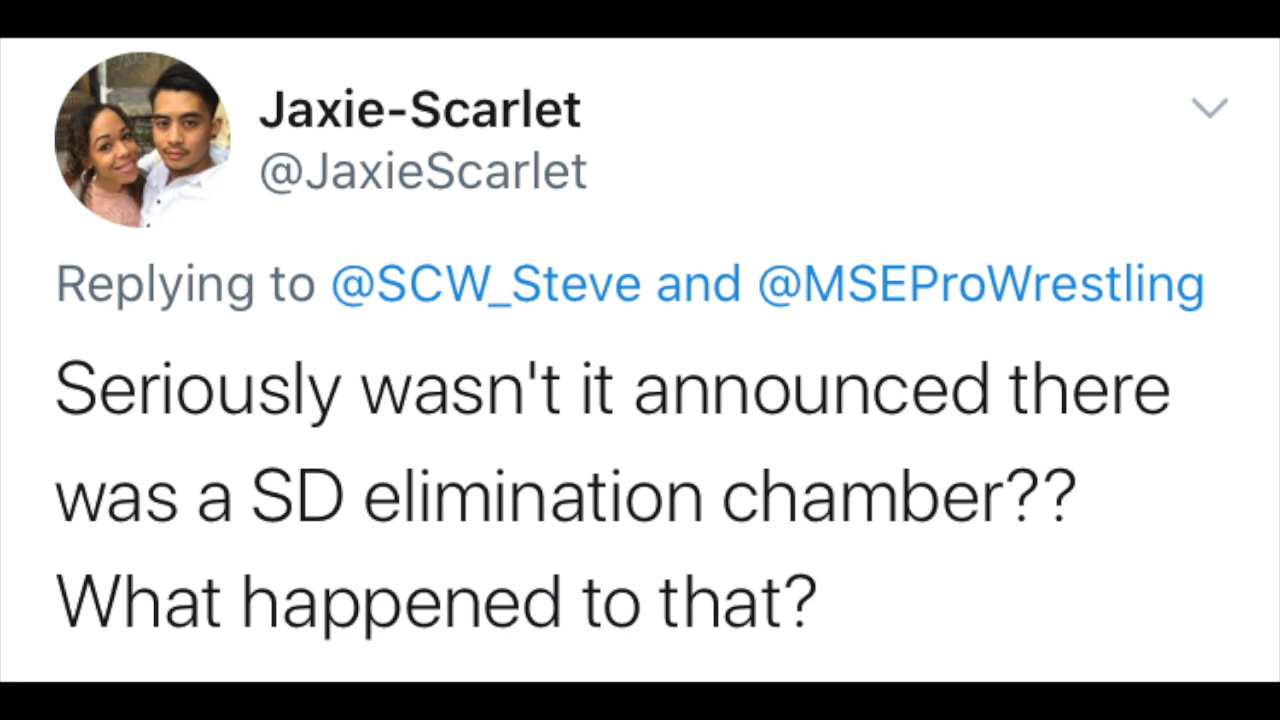 Jaxie-Scarlet
@JaxieScarlet
Replying to @SCW_Steve and @MSEProWrestling
Seriously wasn't it announced there
was a SD elimination chamber??
What happened to that?